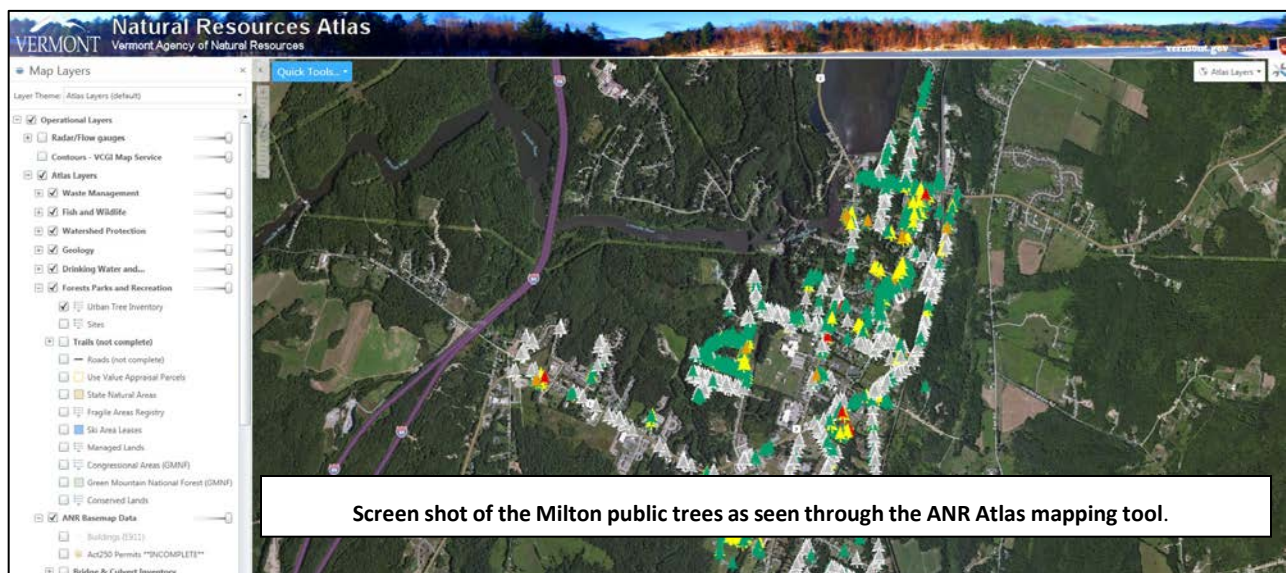 VERMONT
Natural Resources Atlas
Vermont Agency of Natural Resources
vermont.gov
Map Layers
Quick Tools...
Atlas Layers
Layer Theme: Atlas Layers (default)
Operational Layers
Radar/Flow gauges
Contours - VCGI Map Service
Atlas Layers
Waste Management
Fish and Wildlife
Watershed Protection
Geology
Drinking Water and...
Forests Parks and Recreation
Urban Tree Inventory
Sites
Trails (not complete)
Roads (not complete)
Use Value Appraisal Parcels
State Natural Areas
Fragile Areas Registry
Ski Area Leases
Managed Lands
Congressional Areas (GMNF)
Green Mountain National Forest (GMNF)
Conserved Lands
ANR Basemap Data
Buildings (E911)
Act250 Permits **INCOMPLETE**
Bridge & Culvert Inventory
Screen shot of the Milton public trees as seen through the ANR Atlas mapping tool.